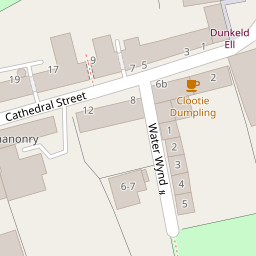 Dunkeld
Ell
1
3
5
7
9
17
19
2
6b
8
12
Clootie
Dumpling
Cathedral Street
1
2
3
4
5
Water Wynd
anonry
6-7